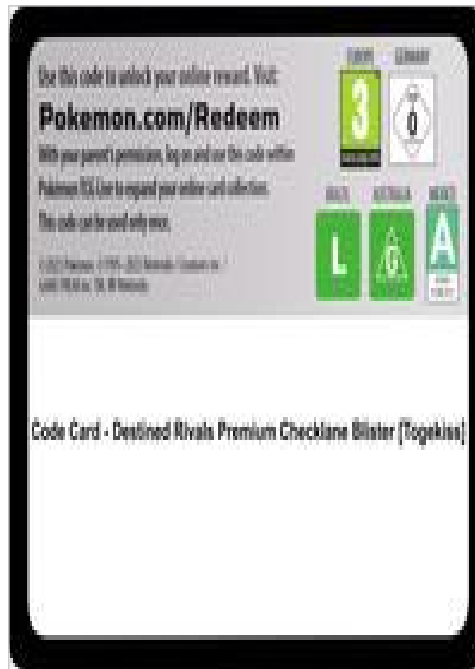 Use this code to unlock your online reward. Visit:
Pokemon.com/Redeem
With your parent's permission, log on and use this code within
Pokémon TCG Live to expand your online card collection.
This code can be used only once.
EUROPE GERMANY
3
0
BRAZIL AUSTRALIA MEXICO
L
G
A
Code Card - Destined Rivals Premium Checklane Blister [Togekiss]